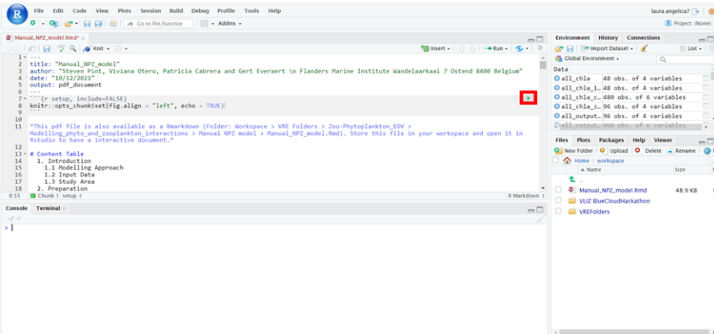 R
File Edit Code View Plots Session Build Debug Profile Tools Help
laura.angelica7
Go to file/function
Addins
Project: (None)
Manual_NPZ_model.Rmd*
Knit
Insert
Run
1 ---
2 title: "Manual_NPZ_model"
3 author: "Steven Pint, Viviana Otero, Patricia Cabrera and Gert Everaert \n Flanders Marine Institute Wandelaarkaai 7 Ostend 8400 Belgium"
4 date: "10/12/2021"
5 output: pdf_document
6 ---
7 ```{r setup, include=FALSE}
8 knitr::opts_chunk$set(fig.align = "left", echo = TRUE)
9 ```
10
11 "This pdf file is also available as a Rmarkdown (Folder: Workspace > VRE Folders > Zoo-Phytoplankton_EOV >
Modelling_phyto_and_zooplankton_interactions > Manual NPZ model > Manual_NPZ_model.Rmd). Store this file in your workspace and open it in
Rstudio to have a interactive document."
12
13 # Content Table
14 1. Introduction
15 1.1 Modelling Approach
16 1.2 Input Data
17 1.3 Study Area
18 2. Preparation
8:55 Chunk 1: setup R Markdown
Console Terminal
>
Environment History Connections
Import Dataset List
Global Environment
Data
all_chla 48 obs. of 4 variables
all_chla_1… 48 obs. of 4 variables
all_chla_2… 480 obs. of 6 variables
all_chla_c… 96 obs. of 4 variables
all_output… 96 obs. of 4 variables
Files Plots Packages Help Viewer
New Folder Upload Delete Rename
Home workspace
Name Size
..
Manual_NPZ_model.Rmd 48.9 KB
VLIZ BlueCloudHackathon
VREFolders